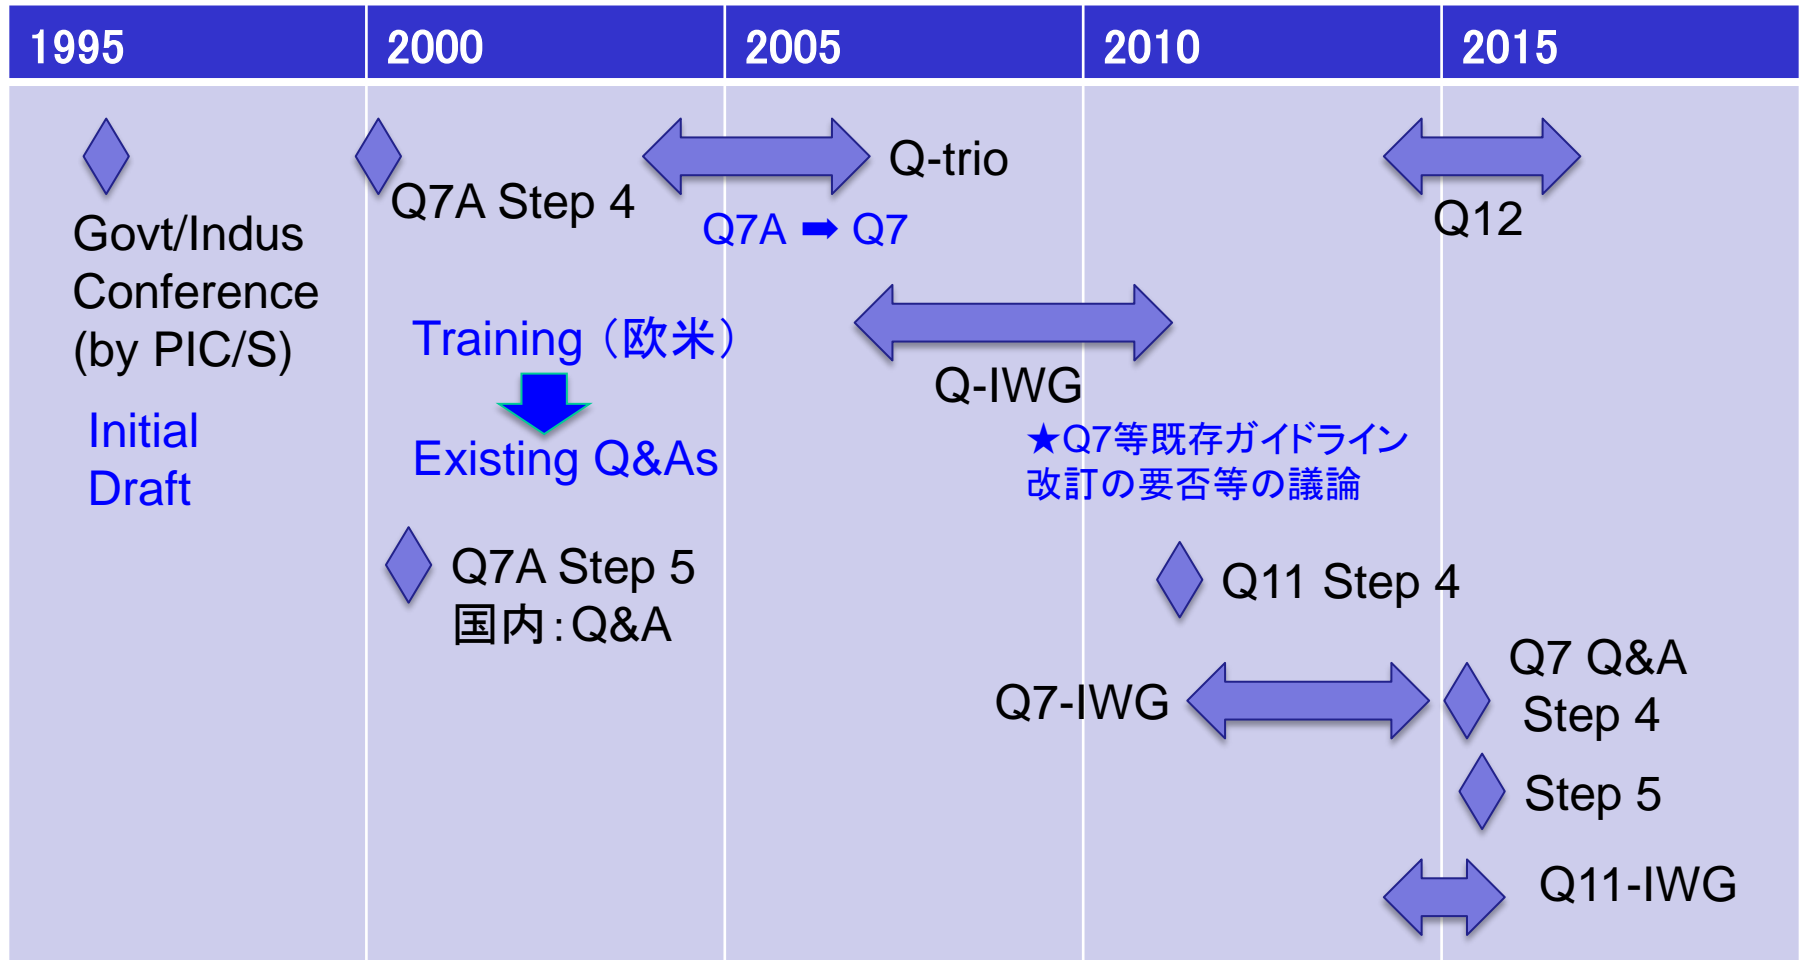 1995
2000
2005
2010
2015
Govt/Indus
Conference
(by PIC/S)
Initial
Draft
Q7A Step 4
Training（欧米）
Existing Q&As
Q7A Step 5
国内：Q&A
Q-trio
Q7A ➡ Q7
Q-IWG
★Q7等既存ガイドライン
改訂の要否等の議論
Q12
Q11 Step 4
Q7-IWG
Q7 Q&A
Step 4
Step 5
Q11-IWG